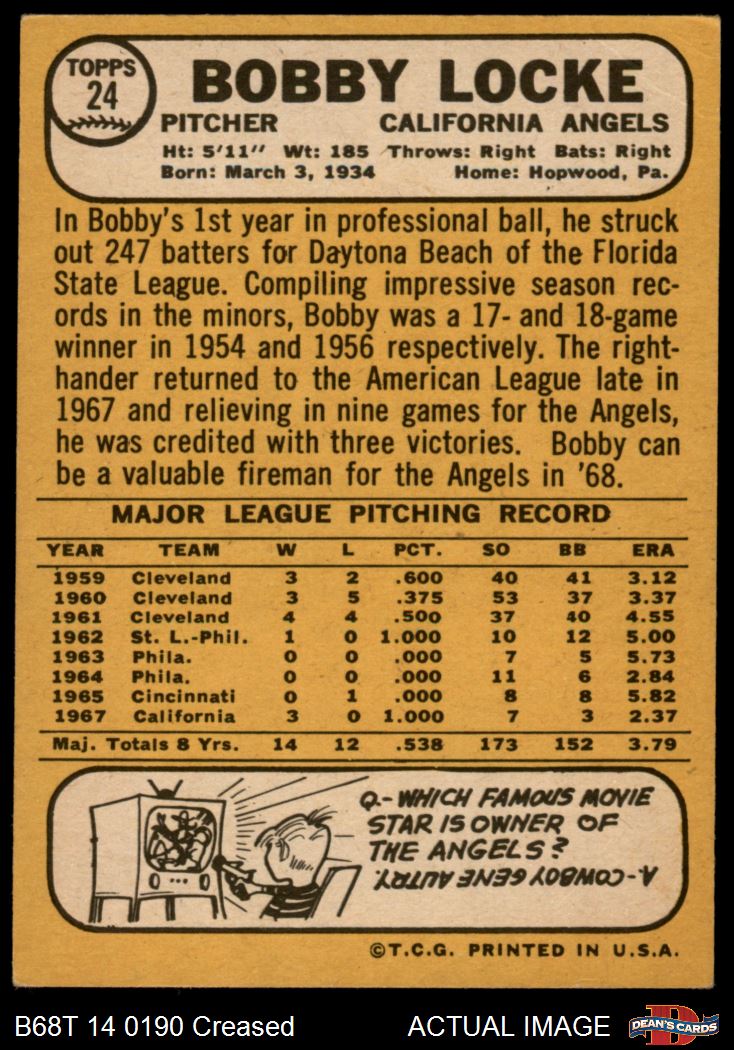 TOPPS
24
BOBBY LOCKE
PITCHER CALIFORNIA ANGELS
Ht: 5'11" Wt: 185 Throws: Right Bats: Right
Born: March 3, 1934 Home: Hopwood, Pa.
In Bobby's 1st year in professional ball, he struck
out 247 batters for Daytona Beach of the Florida
State League. Compiling impressive season rec-
ords in the minors, Bobby was a 17- and 18-game
winner in 1954 and 1956 respectively. The right-
hander returned to the American League late in
1967 and relieving in nine games for the Angels,
he was credited with three victories. Bobby can
be a valuable fireman for the Angels in '68.
MAJOR LEAGUE PITCHING RECORD
YEAR TEAM W L PCT. SO BB ERA
1959 Cleveland 3 2 .600 40 41 3.12
1960 Cleveland 3 5 .375 53 37 3.37
1961 Cleveland 4 4 .500 37 40 4.55
1962 St. L.-Phil. 1 0 1.000 10 12 5.00
1963 Phila. 0 0 .000 7 5 5.73
1964 Phila. 0 0 .000 11 6 2.84
1965 Cincinnati 0 1 .000 8 8 5.82
1967 California 3 0 1.000 7 3 2.37
Maj. Totals 8 Yrs. 14 12 .538 173 152 3.79
Q.- WHICH FAMOUS MOVIE
STAR IS OWNER OF
THE ANGELS?
A-COWBOY GENE AUTRY.
©T.C.G. PRINTED IN U.S.A.
B68T 14 0190 Creased ACTUAL IMAGE
D
DEAN'S CARDS